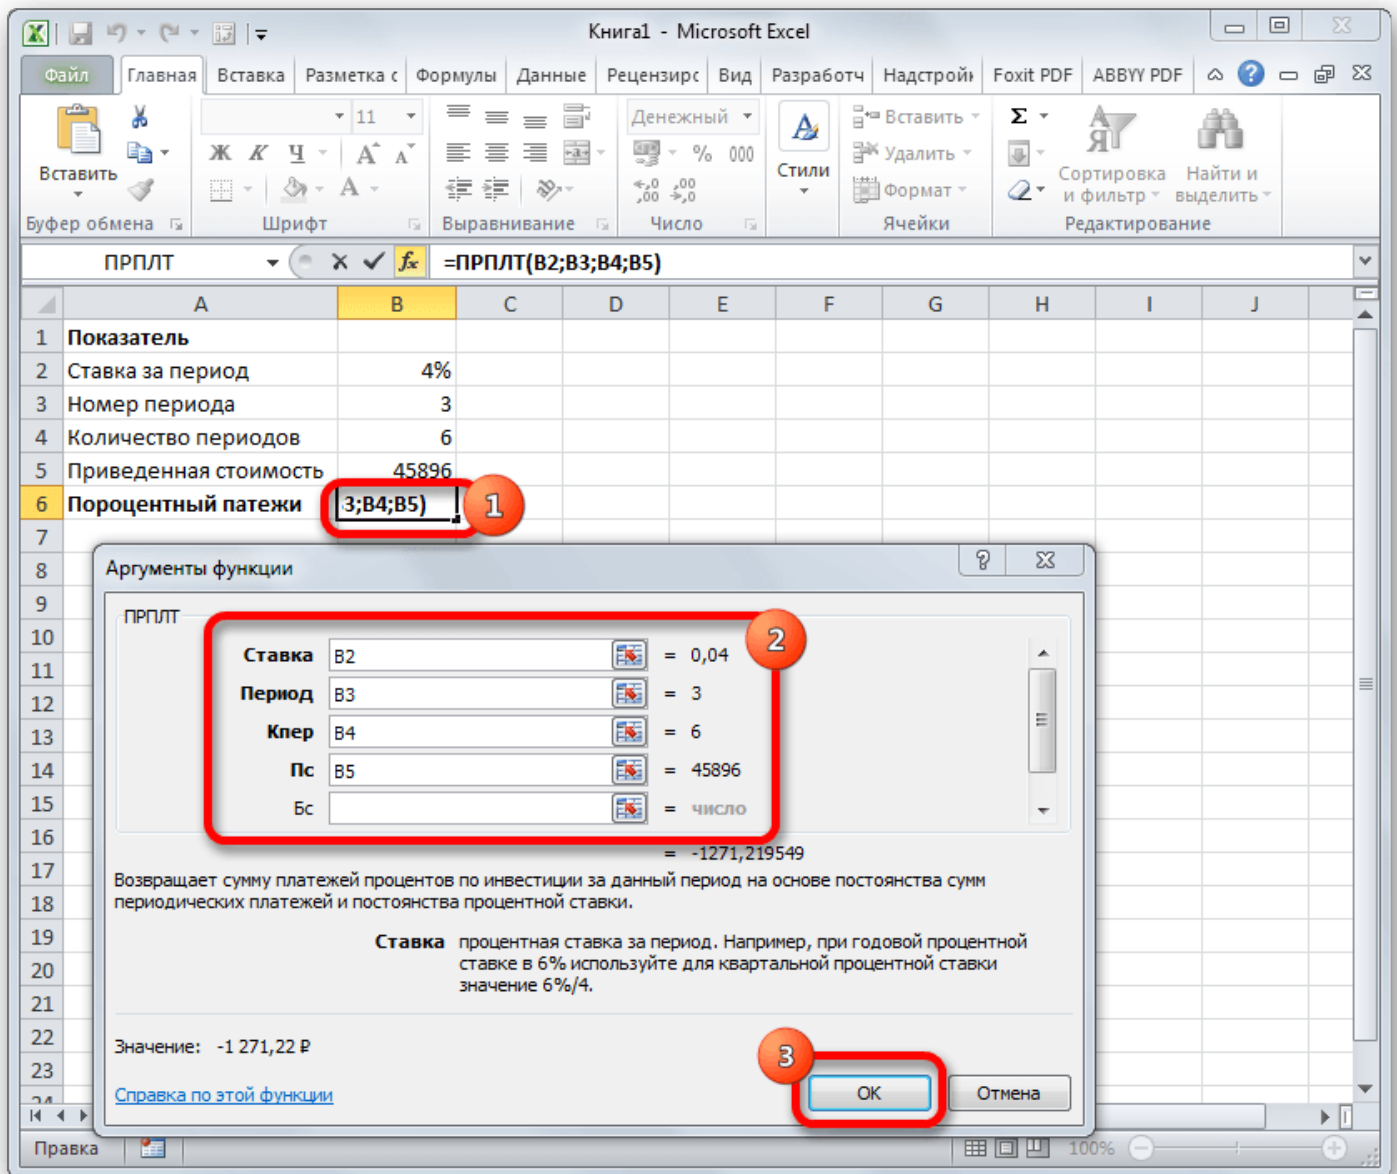 Книга1 - Microsoft Excel
Файл Главная Вставка Разметка с Формулы Данные Рецензирс Вид Разработч Надстройк Foxit PDF ABBYY PDF
11 Денежный Вставить Σ
Ж К Ч А А % 000 Удалить
Вставить А ,00 ,0 Стили Формат Сортировка и фильтр Найти и выделить
Буфер обмена Шрифт Выравнивание Число Ячейки Редактирование
ПРПЛТ fx =ПРПЛТ(B2;B3;B4;B5)
A B C D E F G H I J
1 Показатель
2 Ставка за период 4%
3 Номер периода 3
4 Количество периодов 6
5 Приведенная стоимость 45896
6 Пороцентный патежи 3;B4;B5) 1
7
8 Аргументы функции
9 ПРПЛТ
10 Ставка B2 = 0,04 2
11 Период B3 = 3
12
13 Кпер B4 = 6
14 Пс B5 = 45896
15 Бс = число
16
17 = -1271,219549
Возвращает сумму платежей процентов по инвестиции за данный период на основе постоянства сумм
18 периодических платежей и постоянства процентной ставки.
19 Ставка процентная ставка за период. Например, при годовой процентной
20 ставке в 6% используйте для квартальной процентной ставки
21 значение 6%/4.
22 Значение: -1 271,22 ₽ 3
23 Справка по этой функции OK Отмена
24
Правка 100%